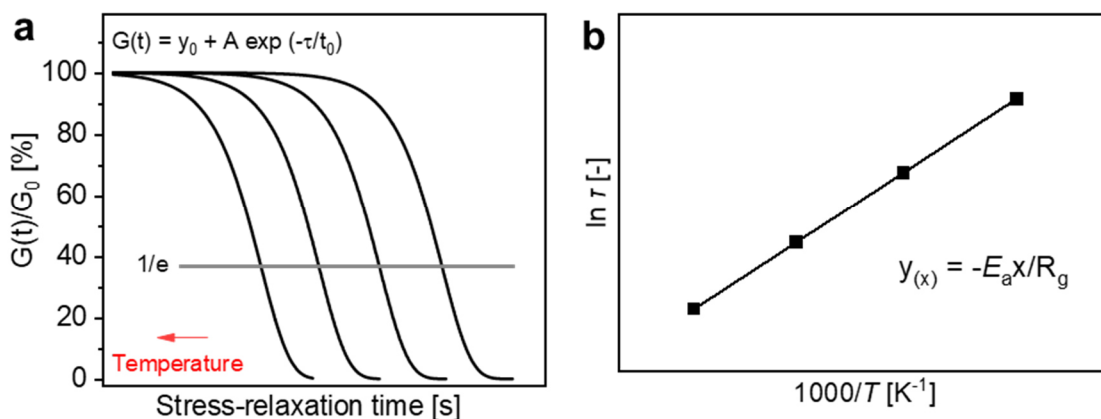 a
G(t) = y₀ + A exp (-τ/t₀)
100
80
60
40
20
0
G(t)/G₀ [%]
1/e
Temperature
Stress-relaxation time [s]
b
ln τ [-]
y₍ₓ₎ = -Eₐx/R_g
1000/T [K⁻¹]